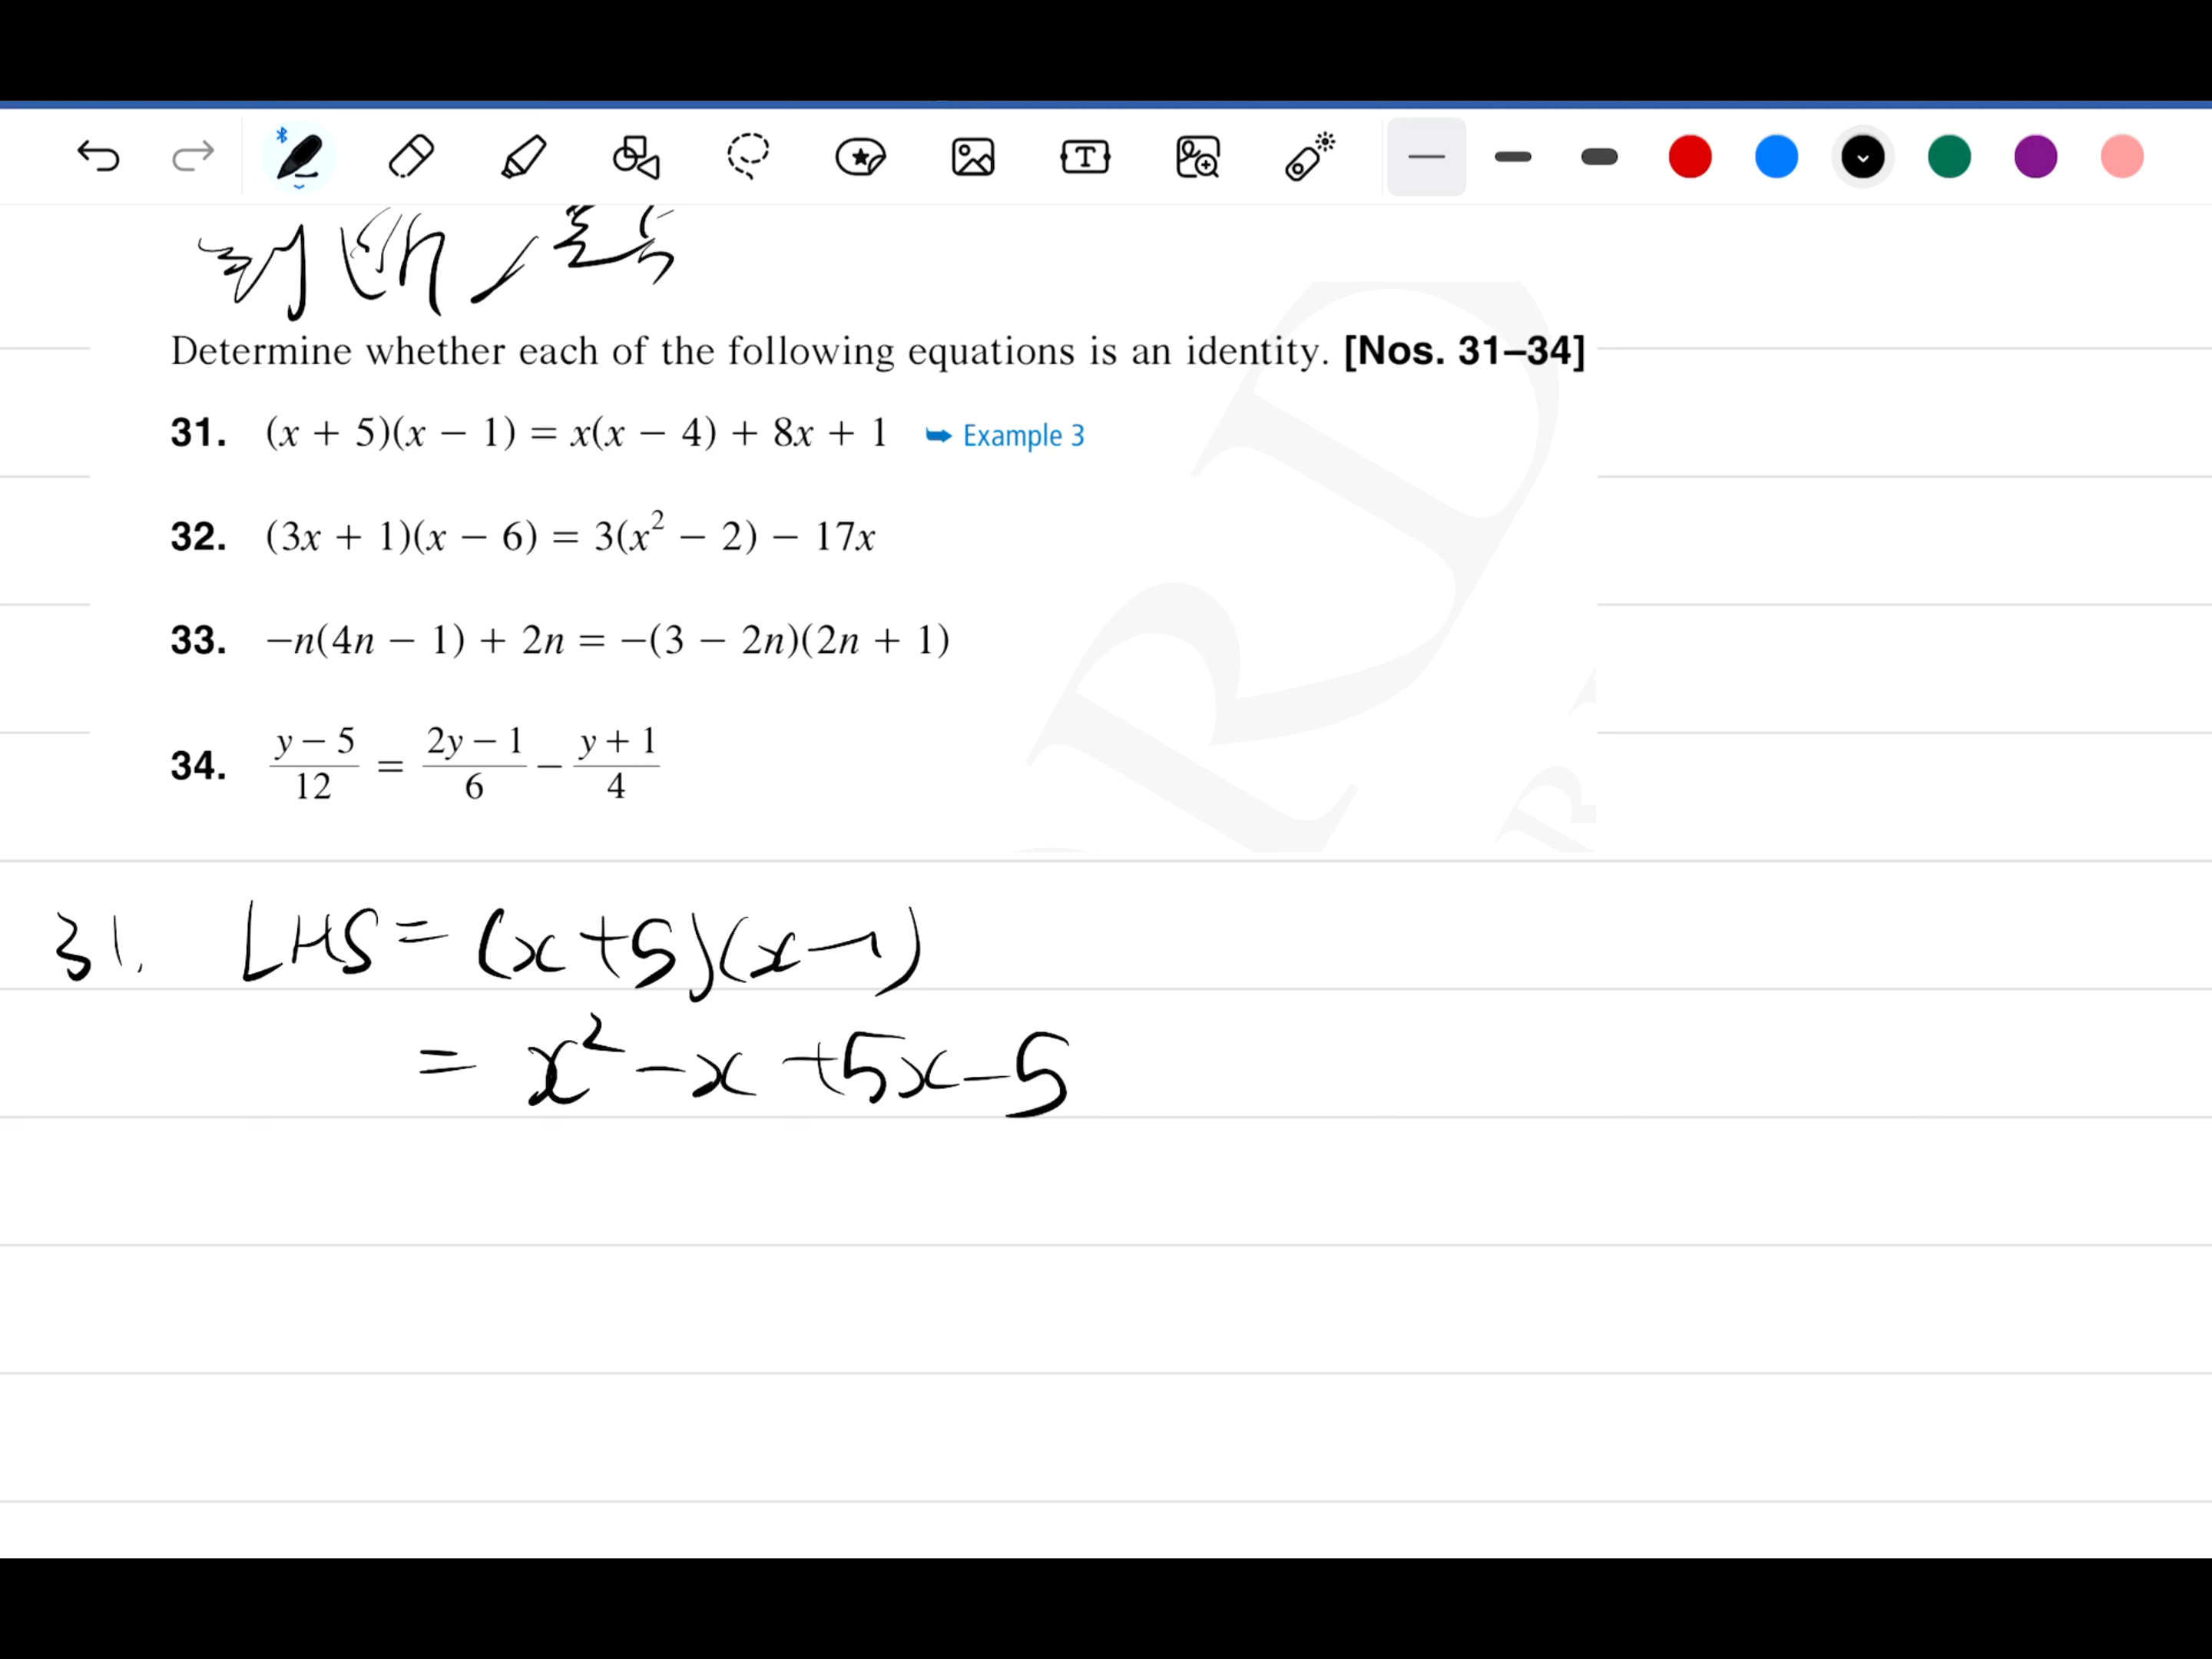 Determine whether each of the following equations is an identity. [Nos. 31–34]
31. (x + 5)(x − 1) = x(x − 4) + 8x + 1 ➥ Example 3
32. (3x + 1)(x − 6) = 3(x² − 2) − 17x
33. −n(4n − 1) + 2n = −(3 − 2n)(2n + 1)
34. (y − 5)/12 = (2y − 1)/6 − (y + 1)/4
31. LHS = (x+5)(x−1)
= x² − x + 5x − 5